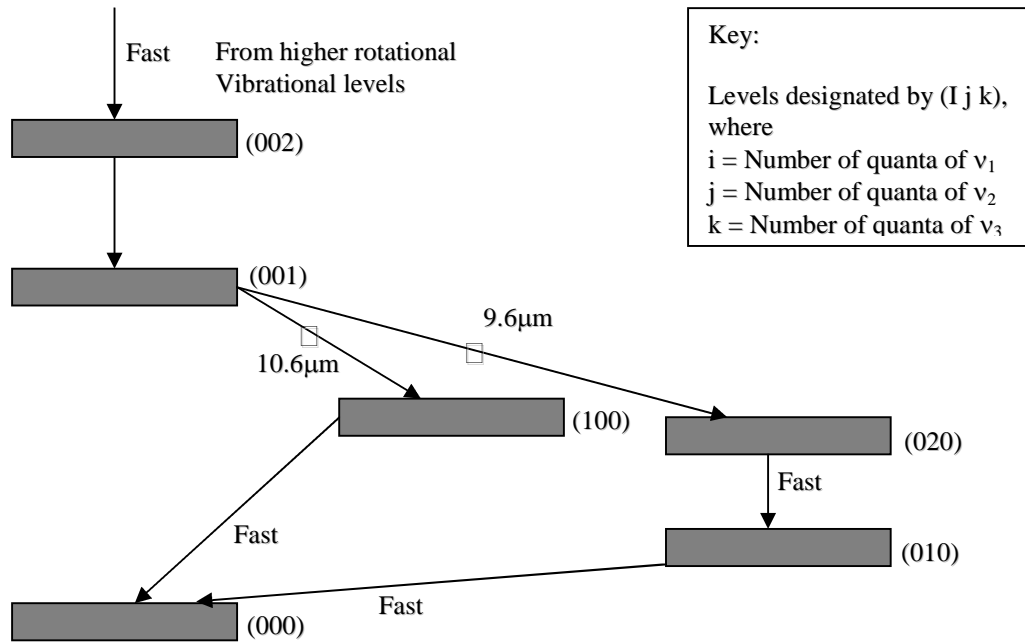 Fast
From higher rotational
Vibrational levels
(002)
Key:
Levels designated by (I j k),
where
i = Number of quanta of ν₁
j = Number of quanta of ν₂
k = Number of quanta of ν₃
(001)
9.6μm
10.6μm
(100)
(020)
Fast
Fast
(010)
Fast
(000)